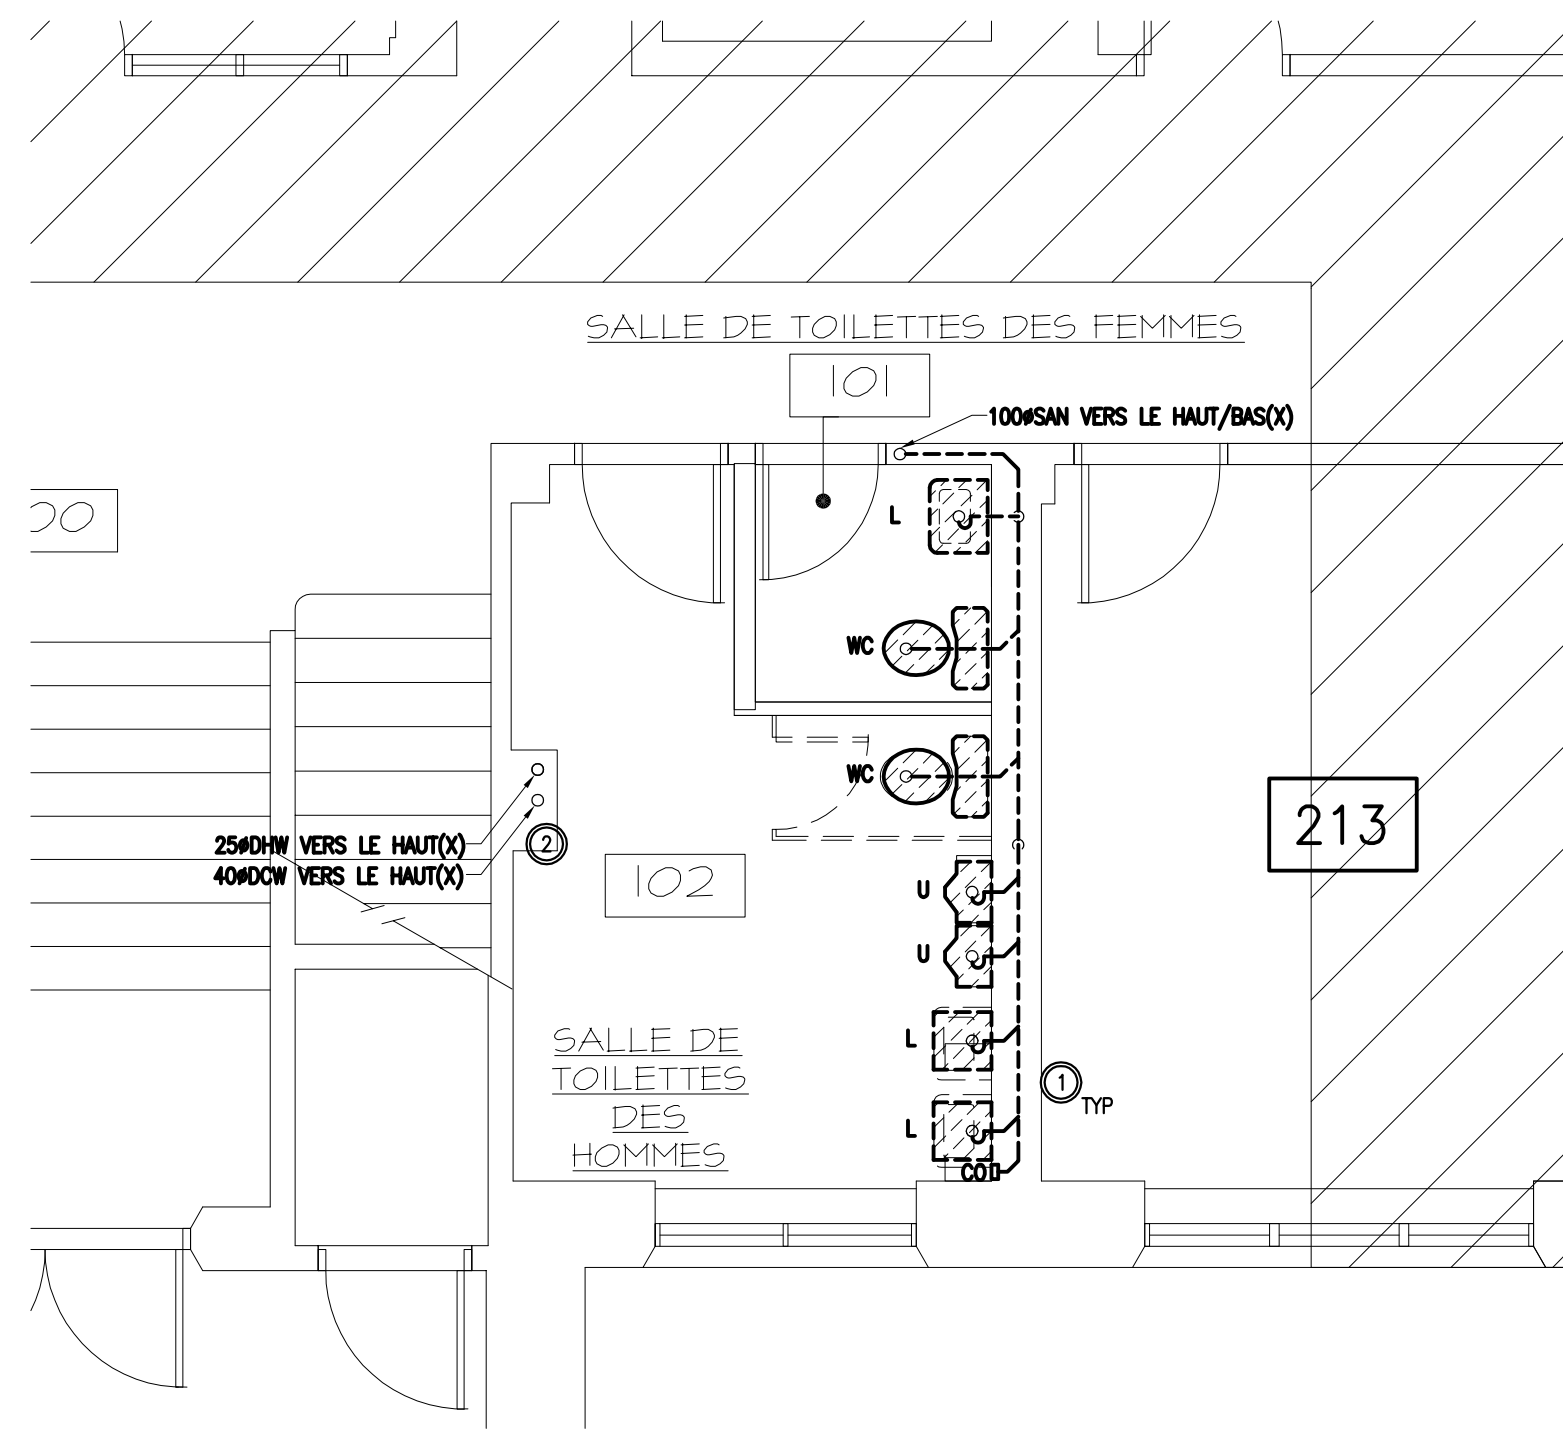 SALLE DE TOILETTES DES FEMMES
101
100øSAN VERS LE HAUT/BAS(X)
L
00
WC
WC
213
25øDHW VERS LE HAUT(X)
2
40øDCW VERS LE HAUT(X)
102
U
U
SALLE DE
TOILETTES
DES
HOMMES
L
1
TYP
L
CO